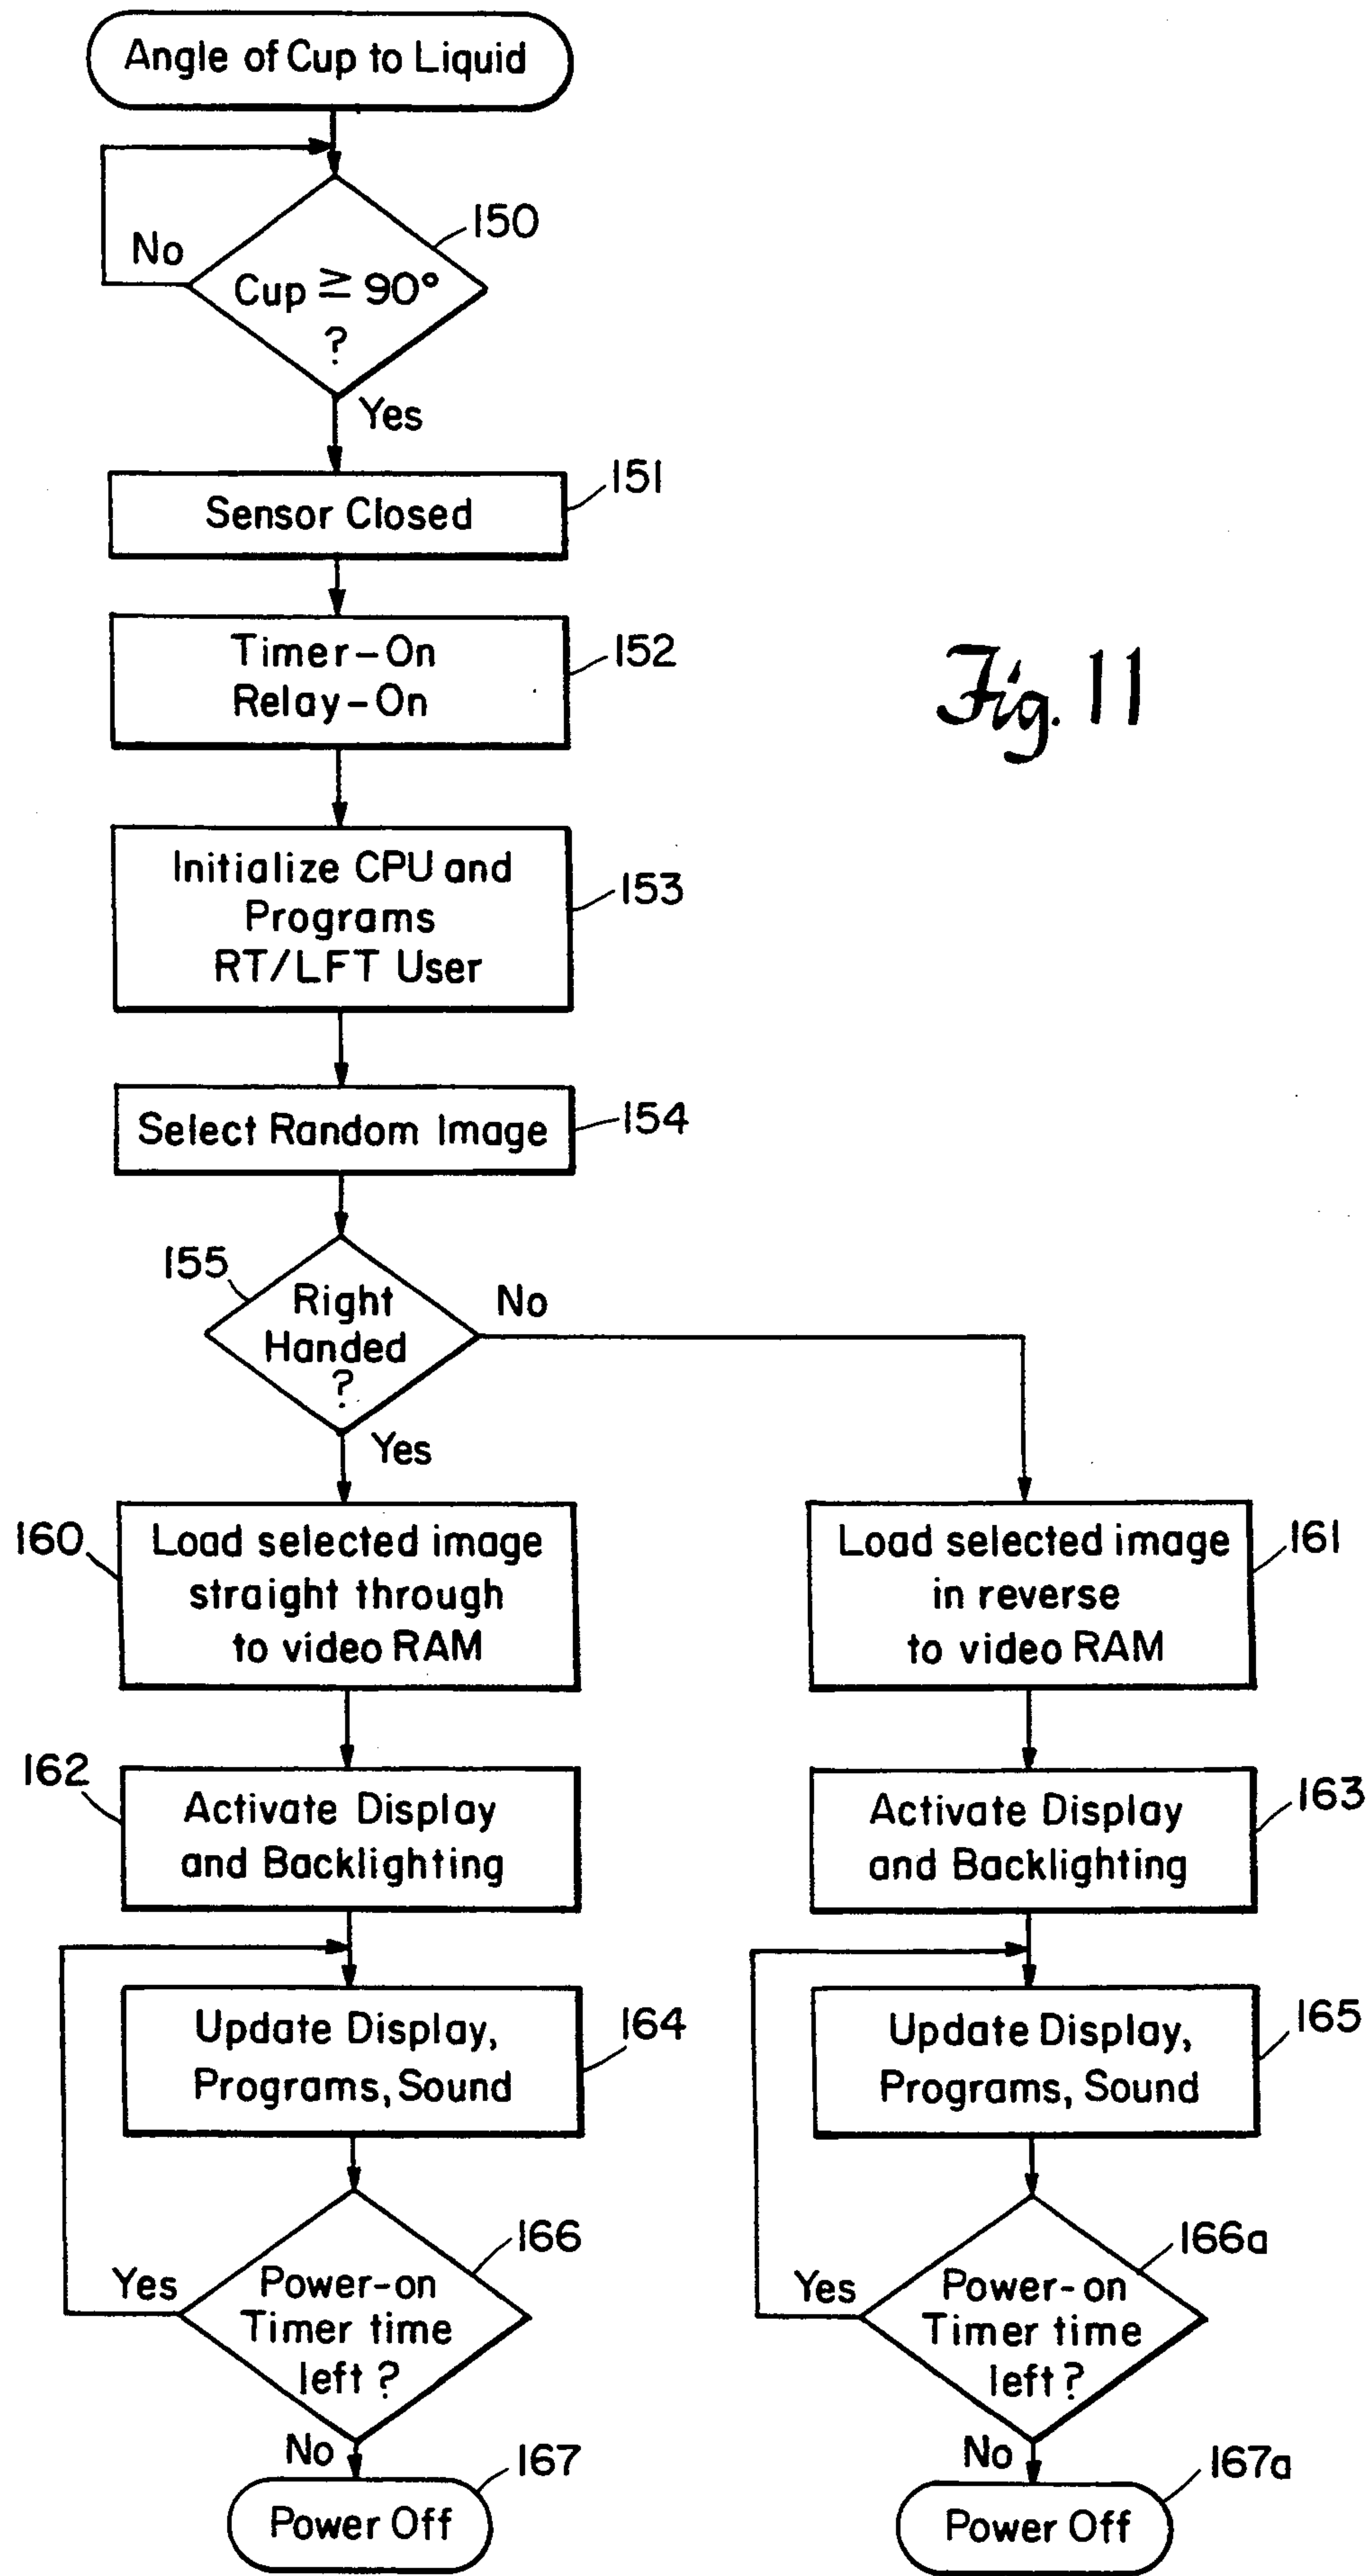 Angle of Cup to Liquid
150
No
Cup ≥ 90°
?
Yes
151
Sensor Closed
152
Timer-On
Relay-On
Fig. 11
153
Initialize CPU and
Programs
RT/LFT User
154
Select Random Image
155
Right
Handed
?
No
Yes
160
Load selected image
straight through
to video RAM
161
Load selected image
in reverse
to video RAM
162
Activate Display
and Backlighting
163
Activate Display
and Backlighting
164
Update Display,
Programs, Sound
165
Update Display,
Programs, Sound
166
Yes
Power-on
Timer time
left?
166a
Yes
Power-on
Timer time
left?
No
167
Power Off
No
167a
Power Off